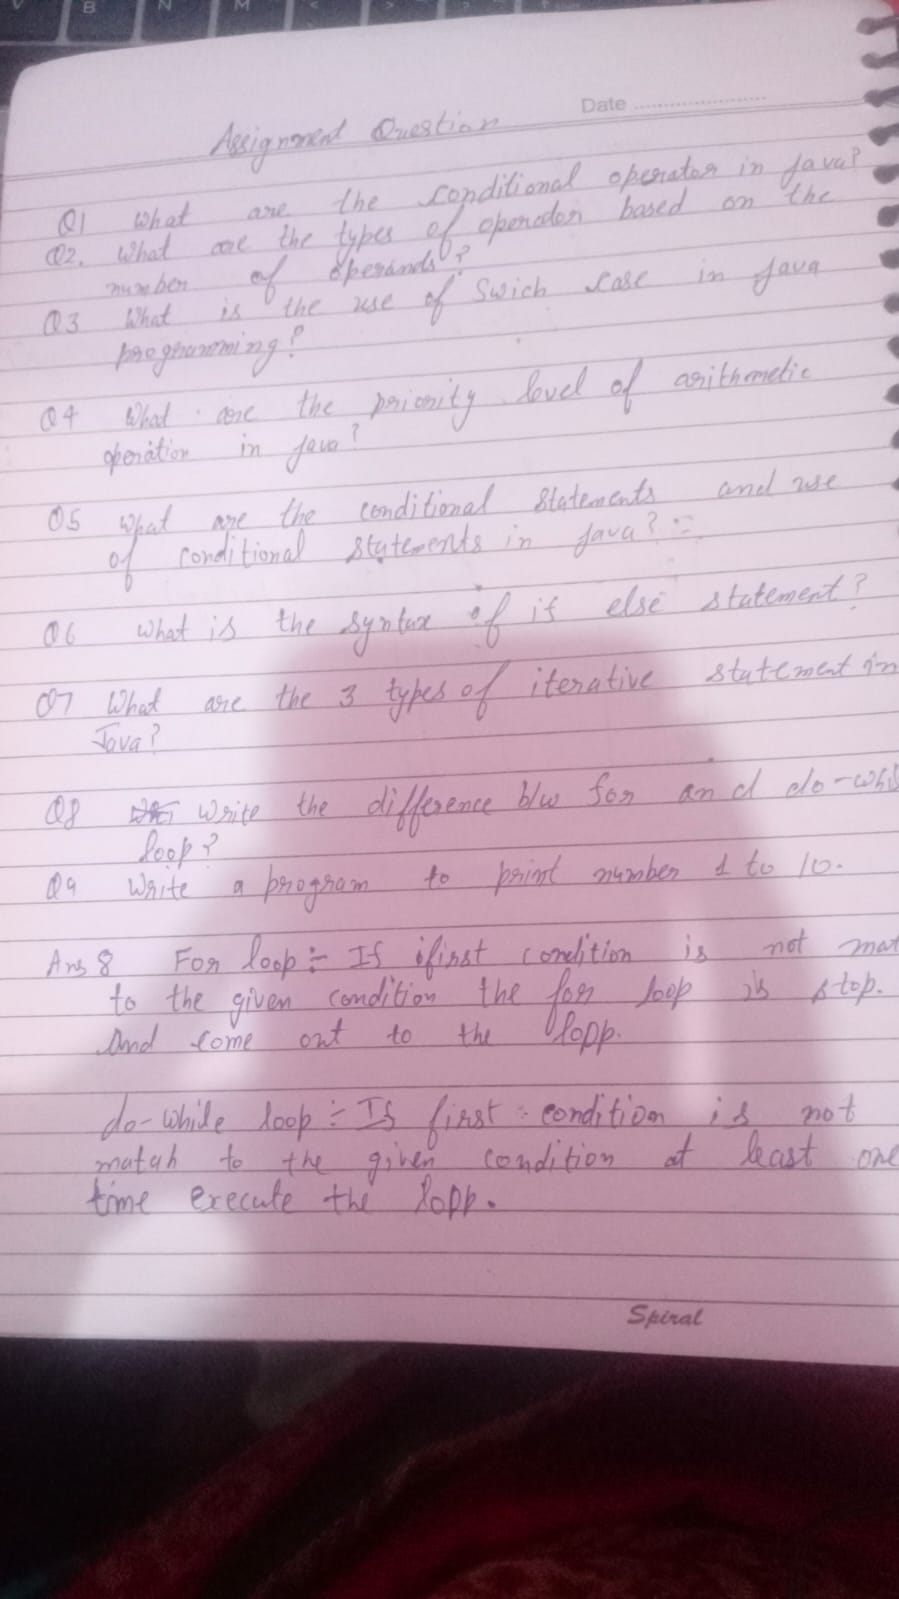 Date
Assignment Question
Q1 What are the conditional operator in java?
Q2. What are the types of operator based on the
number of operands?
Q3 What is the use of Swich case in java
programming?
Q4 What are the priority level of arithmetic
operation in java?
Q5 What are the conditional statements and use
of conditional statements in java? :-
Q6 What is the syntax of if else statement?
Q7 What are the 3 types of iterative statement in
Java?
Q8 Write the difference b/w for and do-whi
loop?
Q9 Write a program to print number 1 to 10.
Ans 8 For loop :- If first condition is not mat
to the given condition the for loop is stop.
And come out to the lopp.
do-while loop :- If first condition is not
matah to the given condition at least one
time execute the lopp.
Spiral